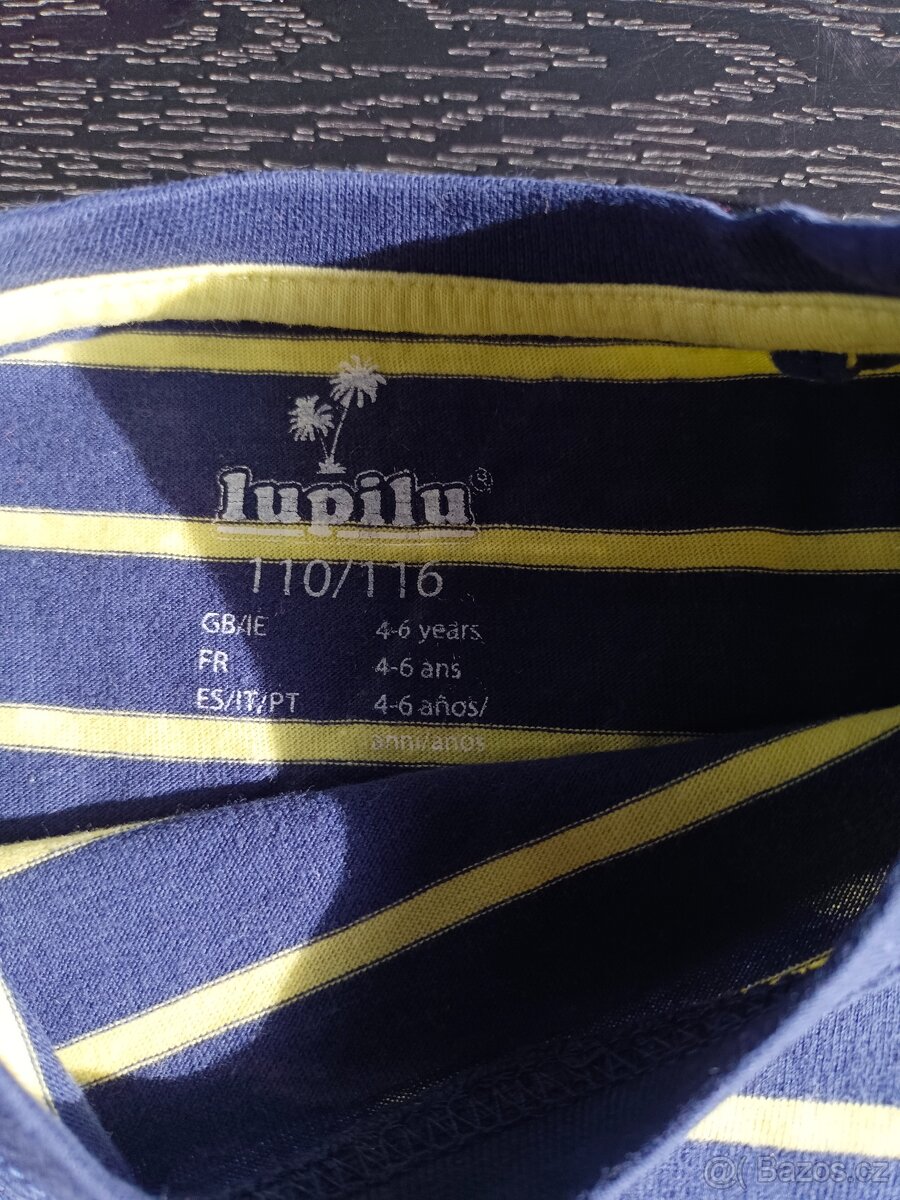 lupilu®
110/116
GB/IE 4-6 years
FR 4-6 ans
ES/IT/PT 4-6 años/
anni/anos
@ Bazos.cz